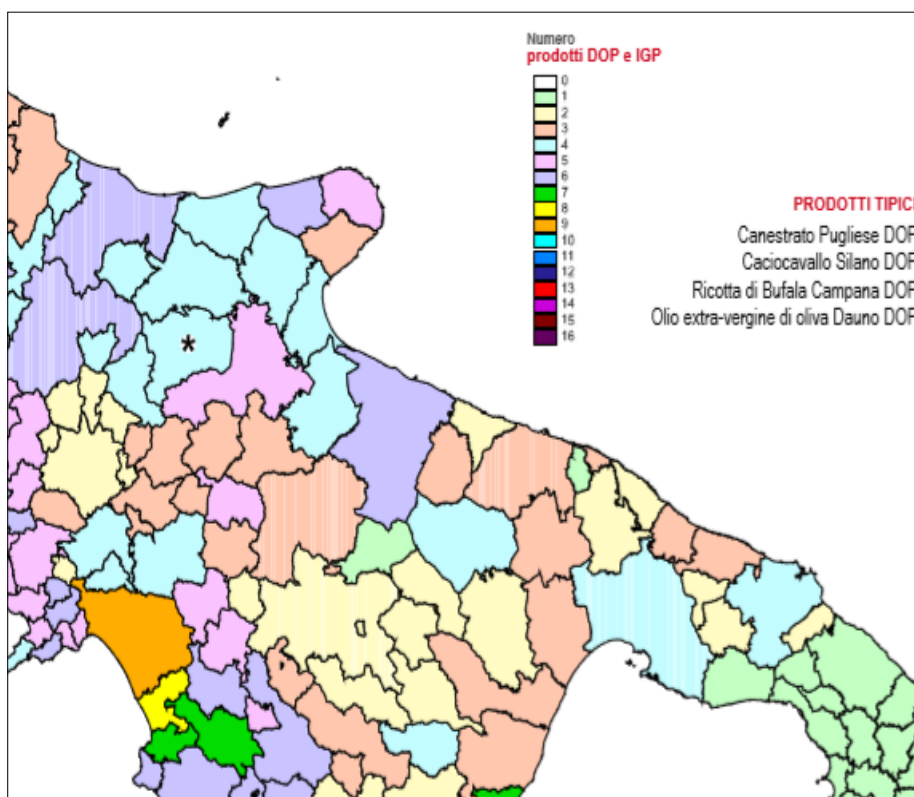 Numero
prodotti DOP e IGP
0
1
2
3
4
5
6
7
8
9
10
11
12
13
14
15
16
PRODOTTI TIPICI
Canestrato Pugliese DOP
Caciocavallo Silano DOP
Ricotta di Bufala Campana DOP
Olio extra-vergine di oliva Dauno DOP
*